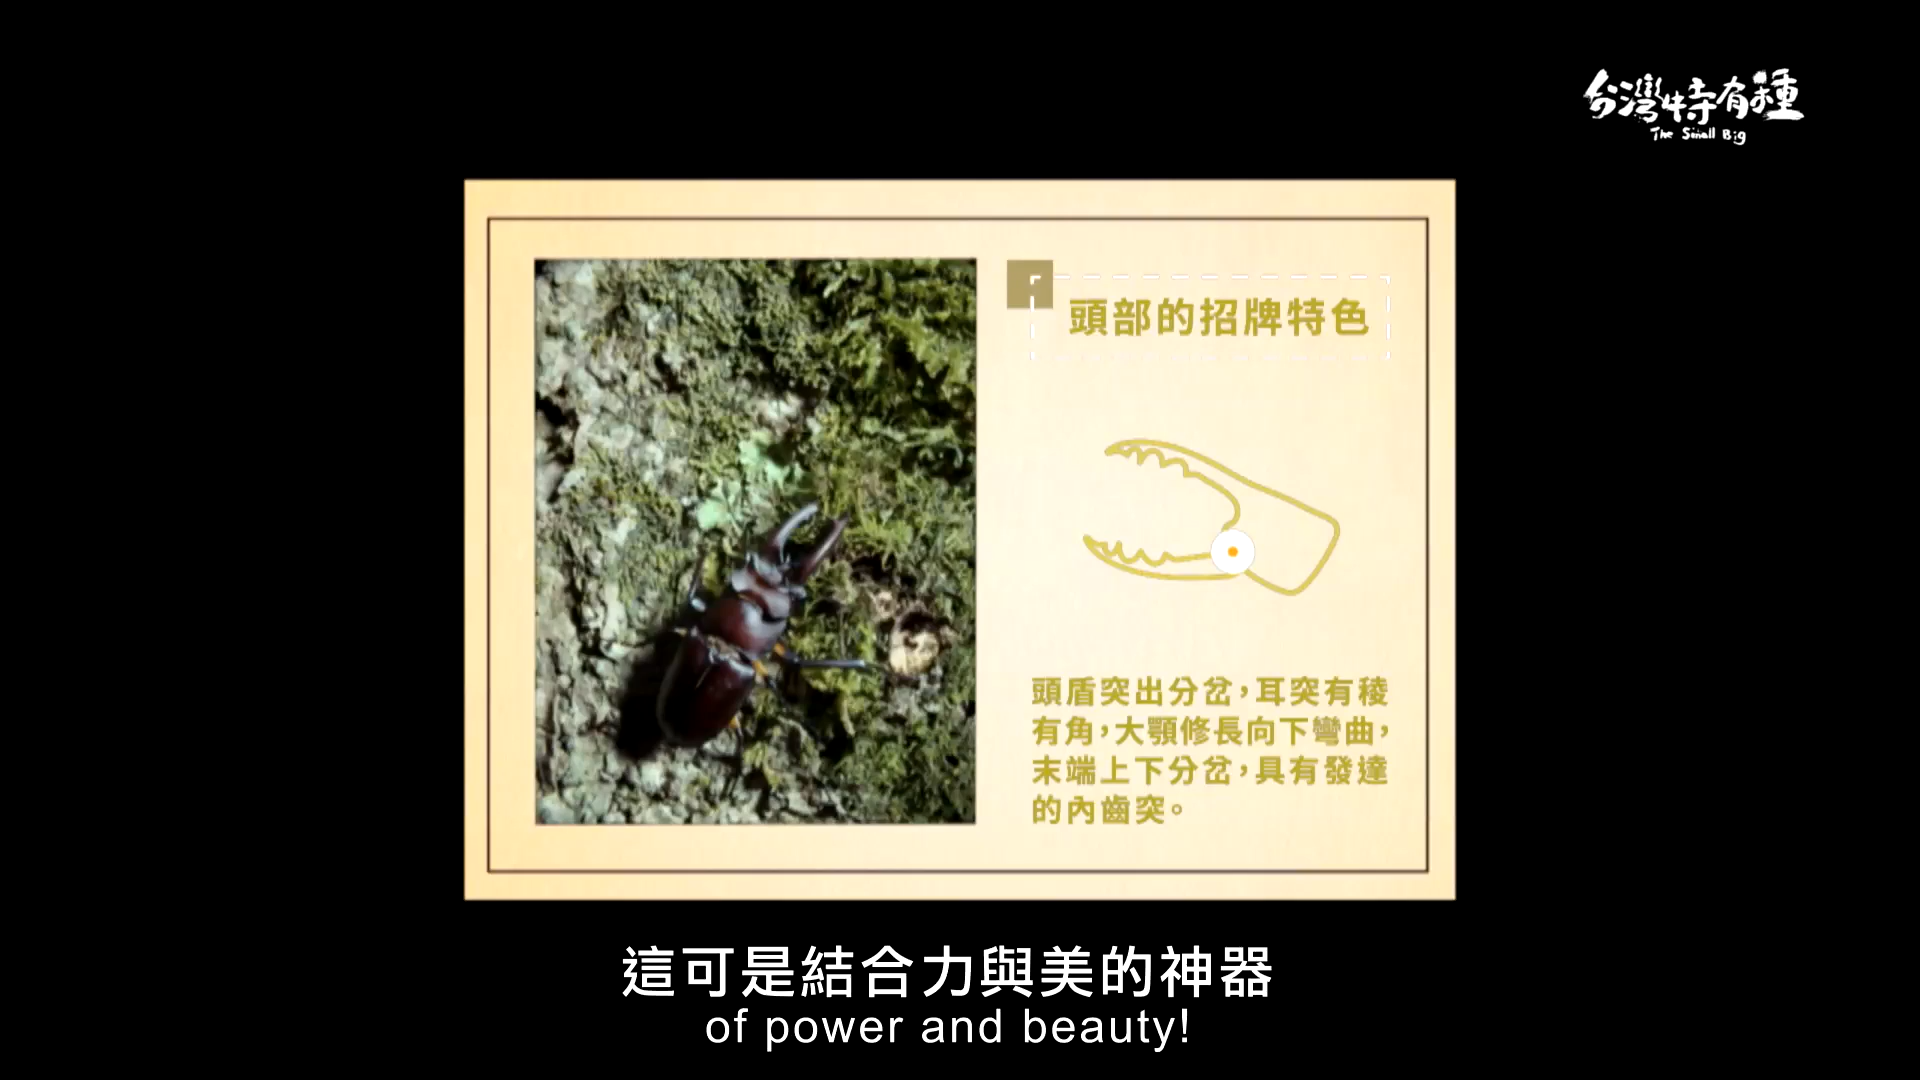 台灣特有種
The Small Big
頭部的招牌特色
頭盾突出分岔，耳突有稜
有角，大顎修長向下彎曲，
末端上下分岔，具有發達
的內齒突。
這可是結合力與美的神器
of power and beauty!